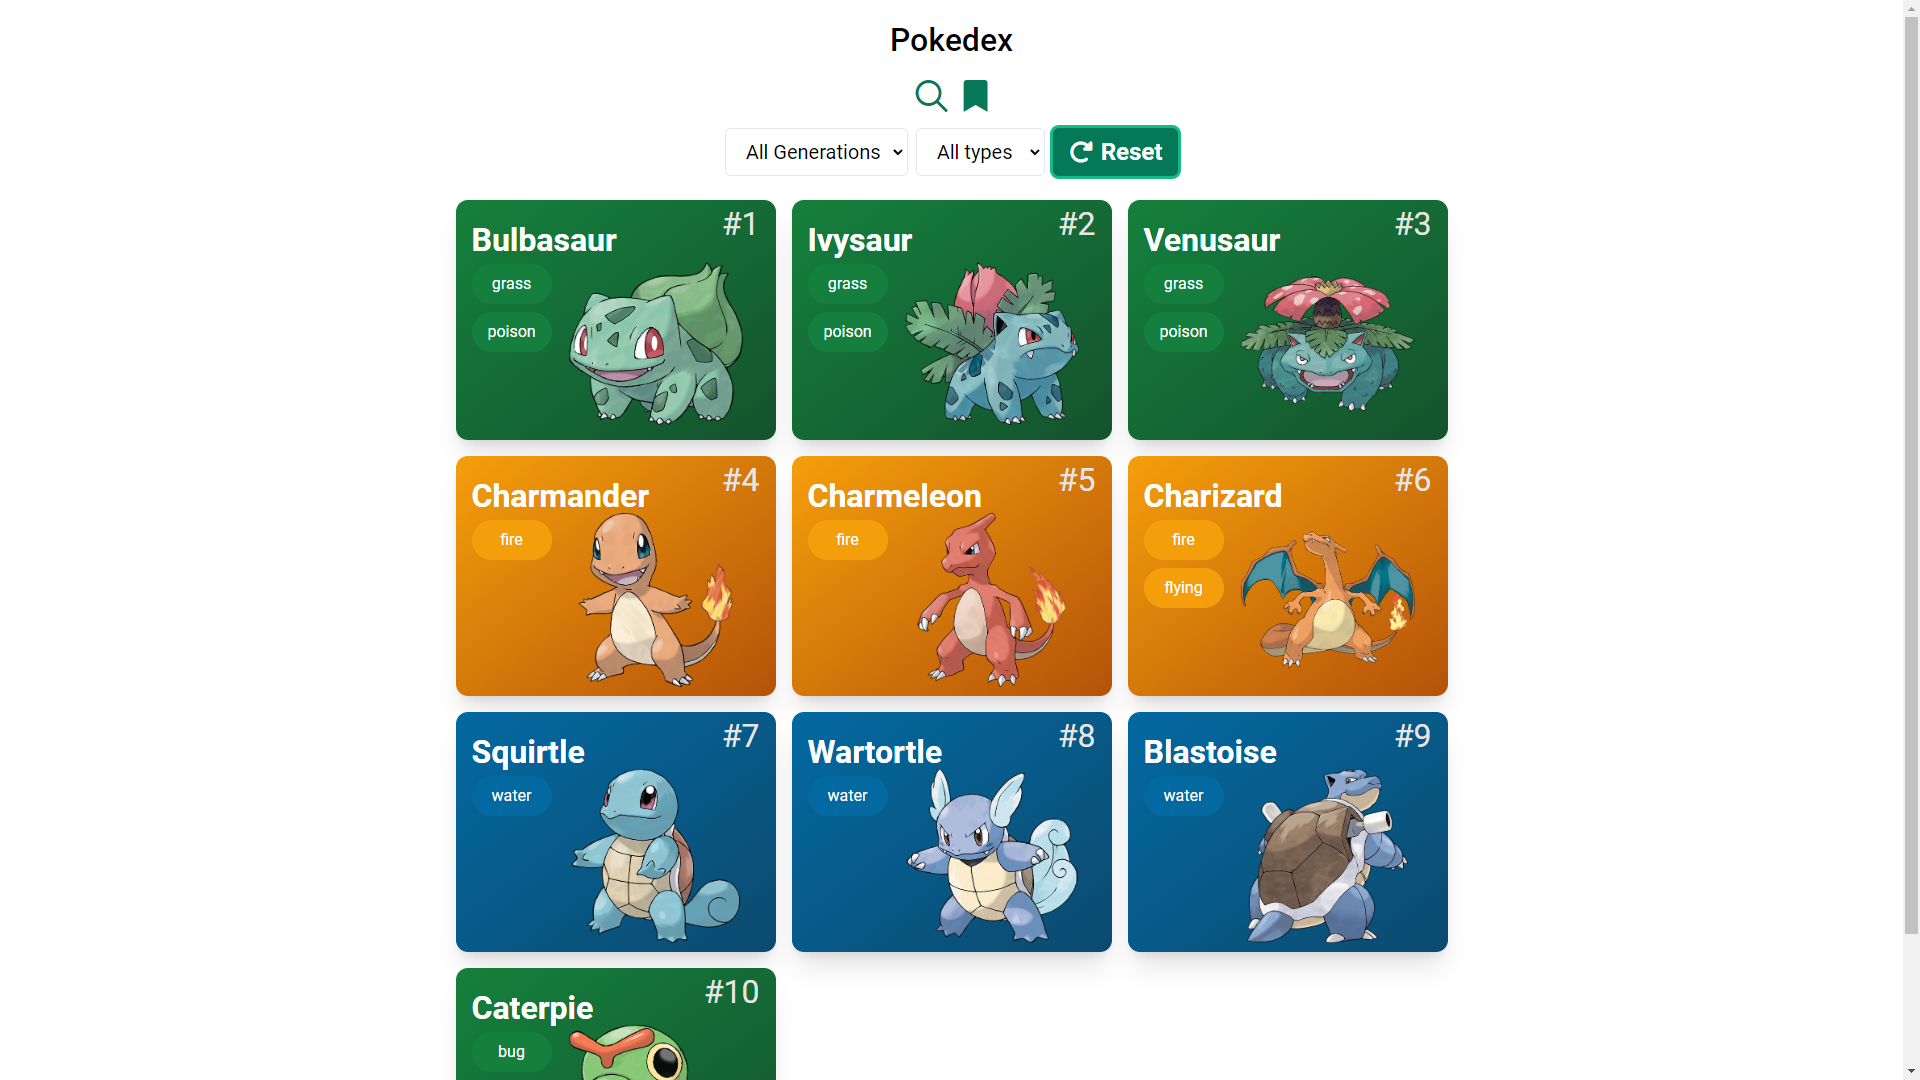 Pokedex
All Generations All types Reset
#1 #2 #3
Bulbasaur Ivysaur Venusaur
grass grass grass
poison poison poison
#4 #5 #6
Charmander Charmeleon Charizard
fire fire fire
flying
#7 #8 #9
Squirtle Wartortle Blastoise
water water water
#10
Caterpie
bug